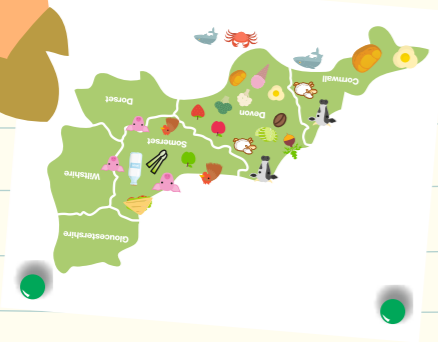 Cornwall
Devon
Dorset
Somerset
Wiltshire
Gloucestershire